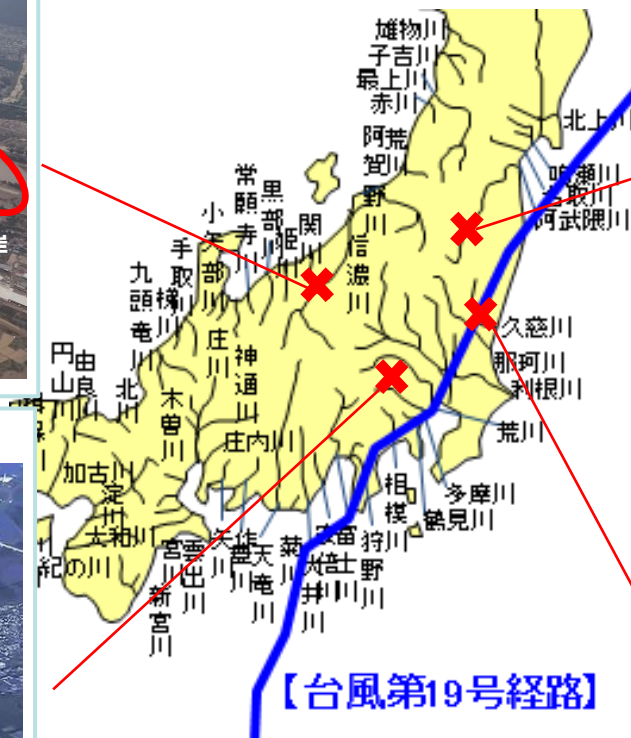 雄物川
子吉川
最上川
赤川
北上川
阿賀野川
荒川
鳴瀬川
名取川
阿武隈川
常願寺川
黒部川
姫川
関川
信濃川
小矢部川
手取川
九頭竜川
梯川
庄川
神通川
久慈川
那珂川
利根川
荒川
円山川
由良川
北川
木曽川
庄内川
加古川
淀川
大和川
紀の川
多摩川
鶴見川
相模川
狩野川
富士川
安倍川
大井川
菊川
天竜川
豊川
矢作川
雲出川
宮川
新宮川
【台風第19号経路】